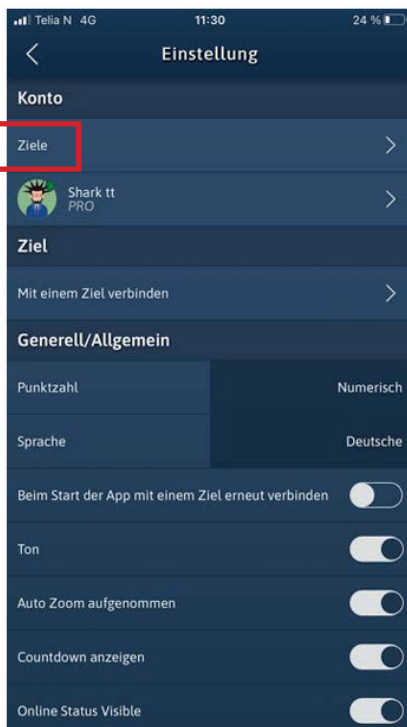 Telia N 4G 11:30 24 %
Einstellung
Konto
Ziele
Shark tt
PRO
Ziel
Mit einem Ziel verbinden
Generell/Allgemein
Punktzahl Numerisch
Sprache Deutsche
Beim Start der App mit einem Ziel erneut verbinden
Ton
Auto Zoom aufgenommen
Countdown anzeigen
Online Status Visible